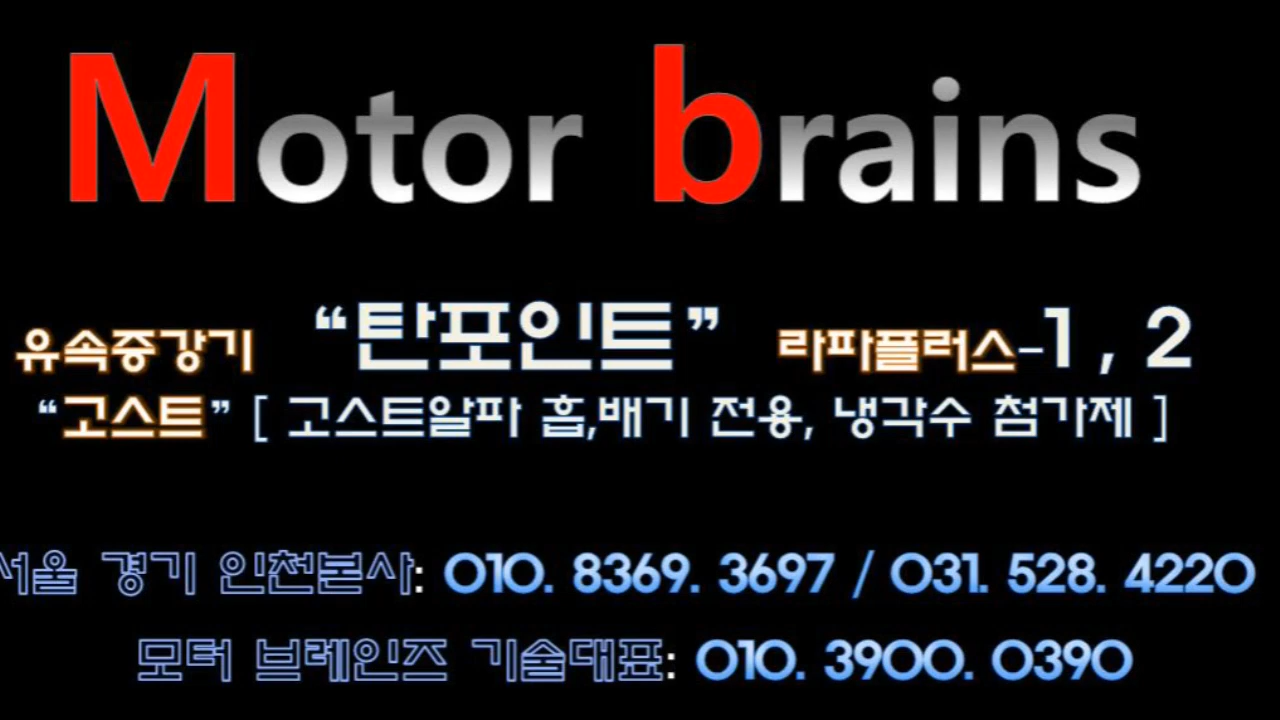 Motor brains
유속증강기 “탄포인트” 라파플러스-1 , 2
“고스트” [ 고스트알파 흡,배기 전용, 냉각수 첨가제 ]
서울 경기 인천본사: 010. 8369. 3697 / 031. 528. 4220
모터 브레인즈 기술대표: 010. 3900. 0390